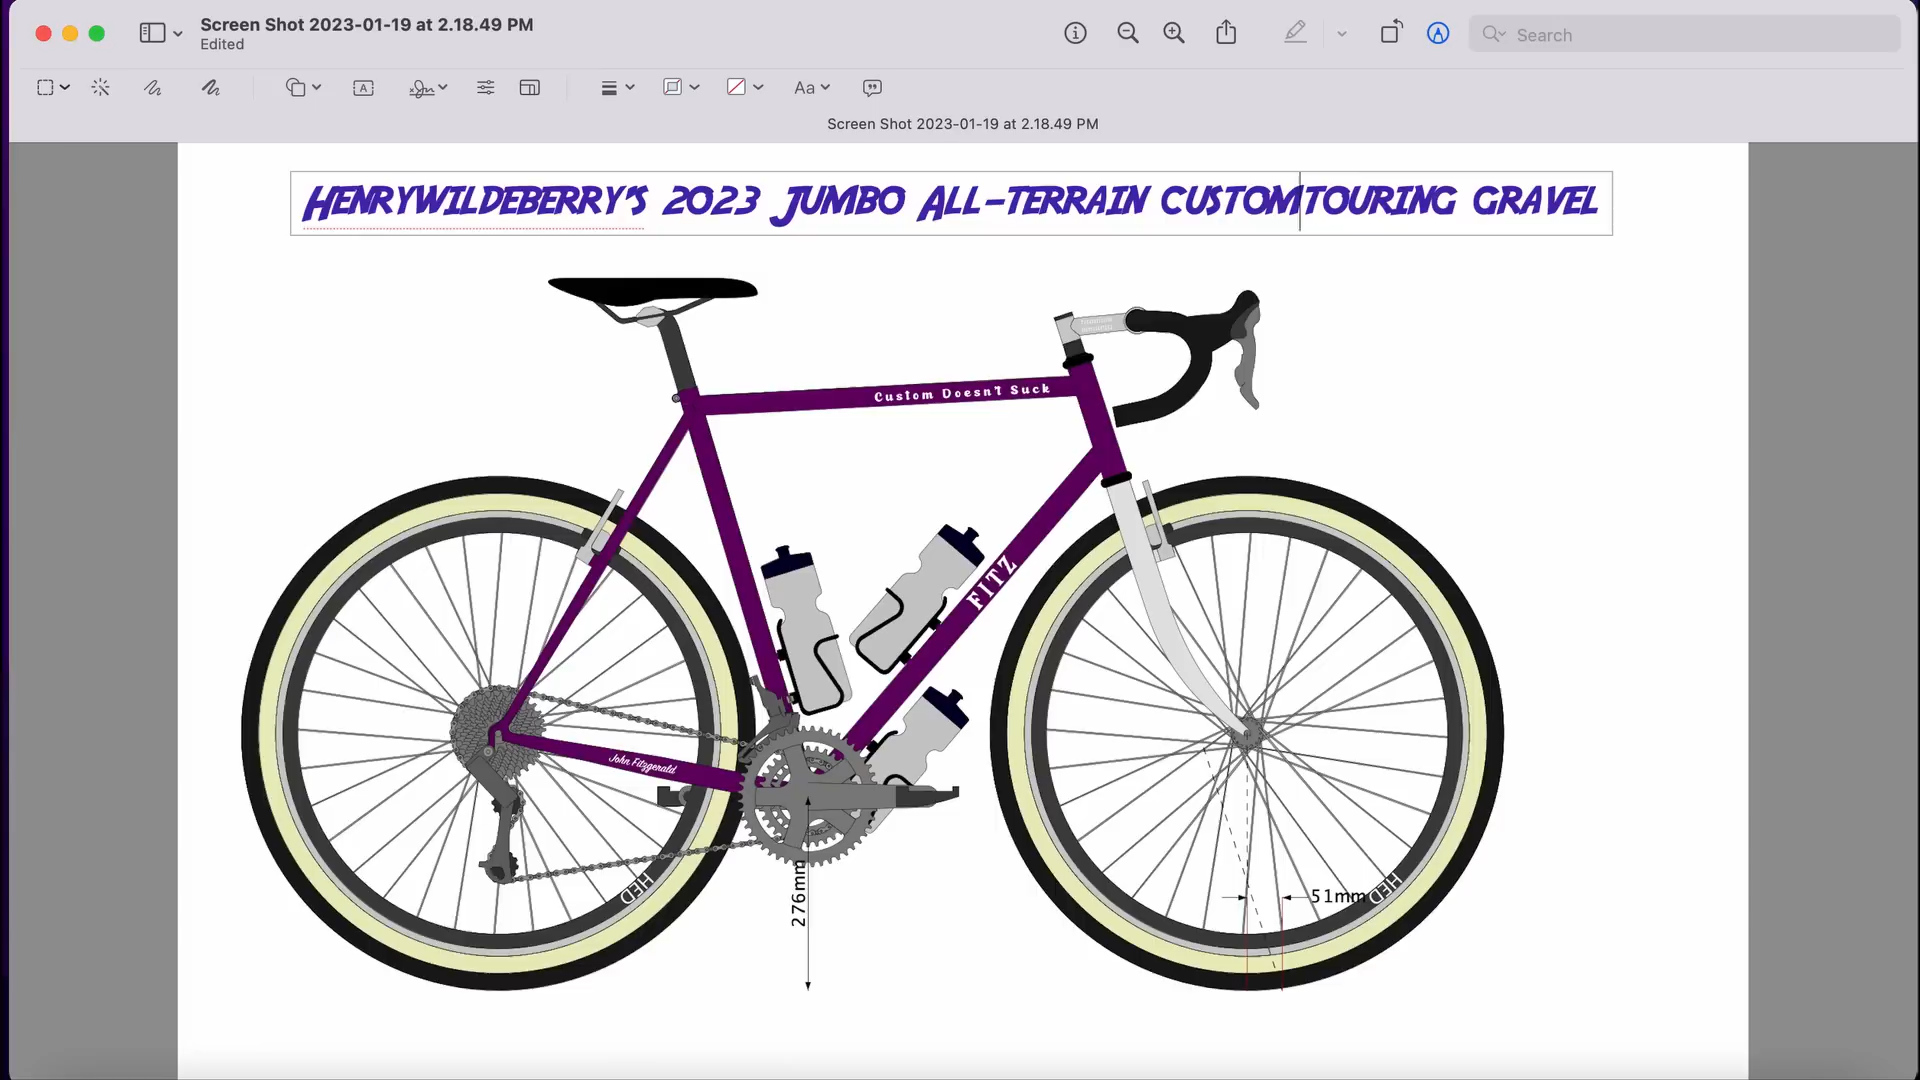 Screen Shot 2023-01-19 at 2.18.49 PM
Edited
Search
A
Aa
Screen Shot 2023-01-19 at 2.18.49 PM
HENRYWILDEBERRY'S 2023 JUMBO ALL-TERRAIN CUSTOMTOURING GRAVEL
Custom Doesn't Suck
FITZ
John Fitzgerald
HED
276mm
51mm
HED